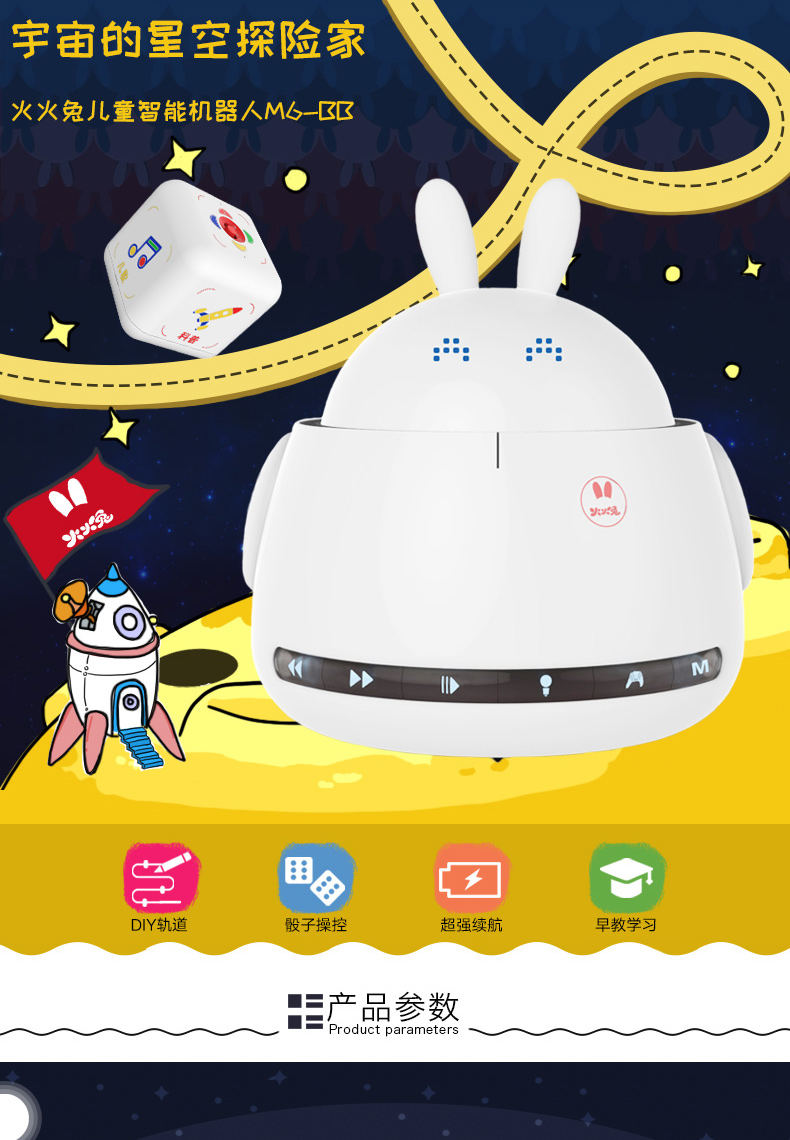 宇宙的星空探险家
火火兔儿童智能机器人M6-BB
儿歌
科普
火火兔
火火兔
M
DIY轨道
骰子操控
超强续航
早教学习
产品参数
Product parameters